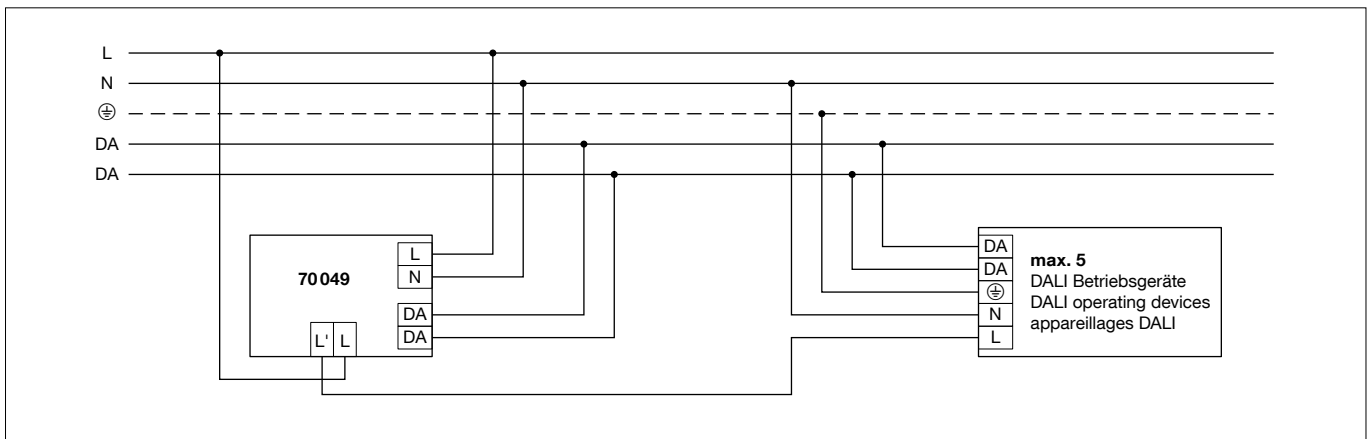 L
N
⏚
DA
DA
70049
L
N
DA
DA
L' L
DA
DA
⏚
N
L
max. 5
DALI Betriebsgeräte
DALI operating devices
appareillages DALI